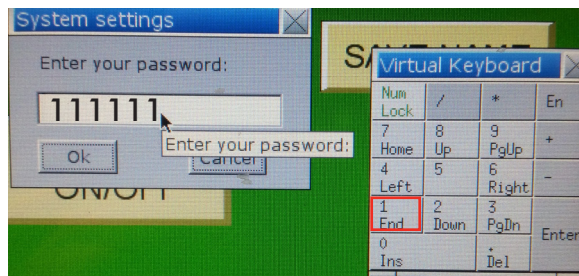 System settings
Enter your password:
111111
Enter your password:
Ok
Cancel
ON/OFF
SAVE NAME
Virtual Keyboard
Num Lock
/
*
En
7 Home
8 Up
9 PgUp
+
4 Left
5
6 Right
-
1 End
2 Down
3 PgDn
Enter
0 Ins
. Del